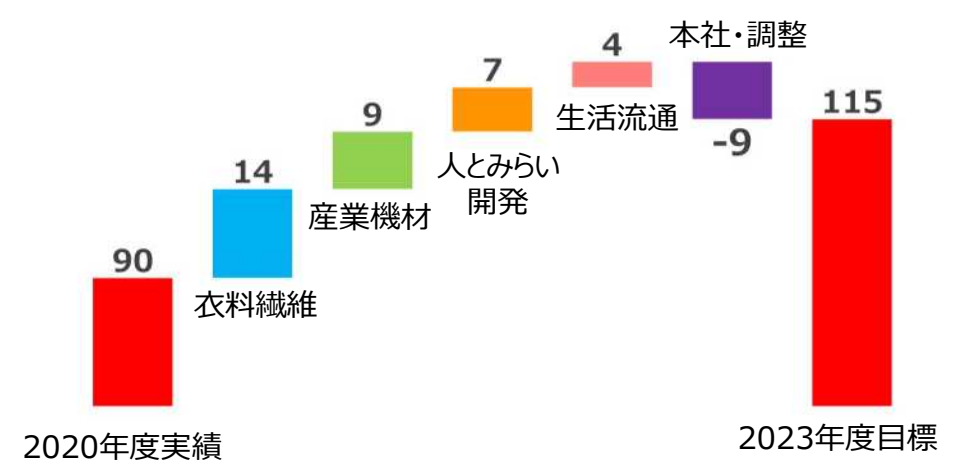 90
2020年度実績
14
衣料繊維
9
産業機材
7
人とみらい
開発
4
生活流通
本社・調整
-9
115
2023年度目標